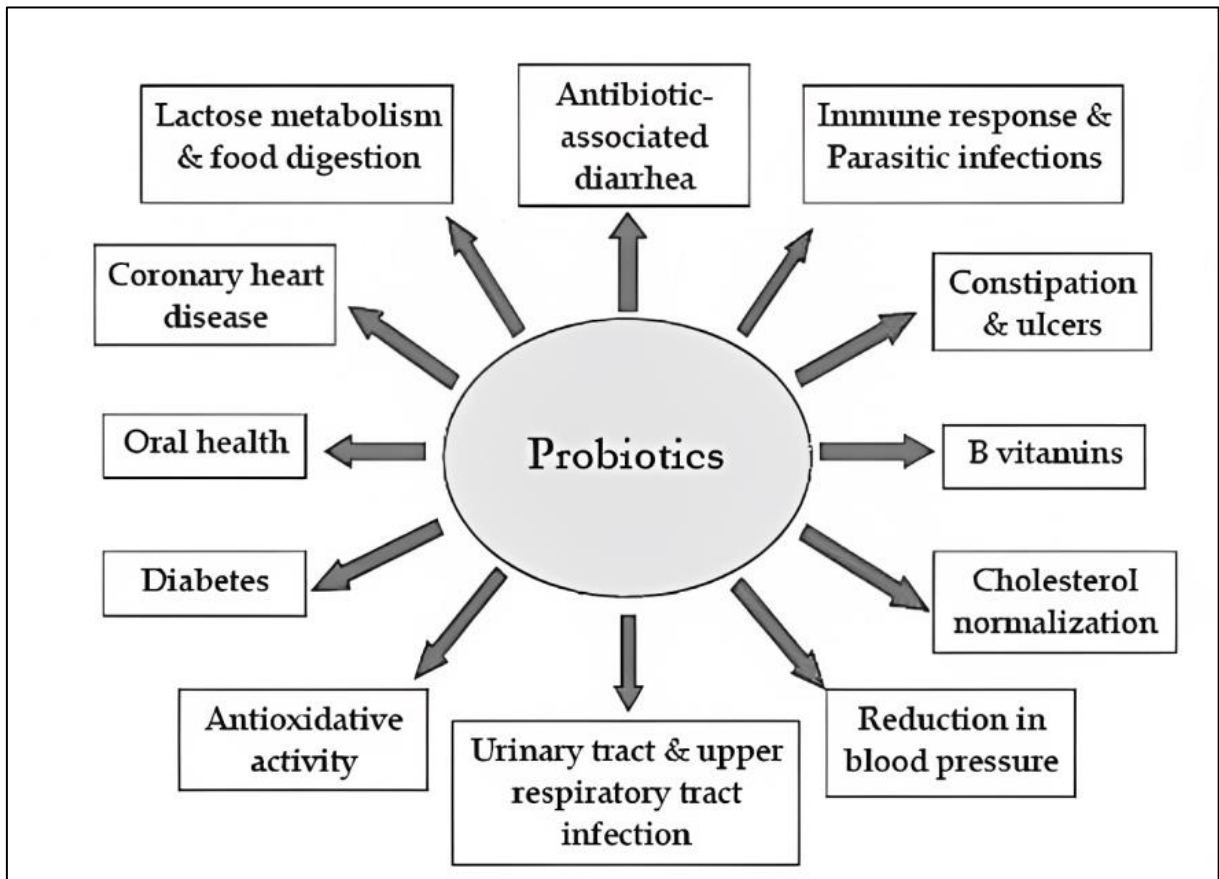 Lactose metabolism
& food digestion
Antibiotic-
associated
diarrhea
Immune response &
Parasitic infections
Coronary heart
disease
Constipation
& ulcers
Oral health
Probiotics
B vitamins
Diabetes
Cholesterol
normalization
Antioxidative
activity
Urinary tract & upper
respiratory tract
infection
Reduction in
blood pressure